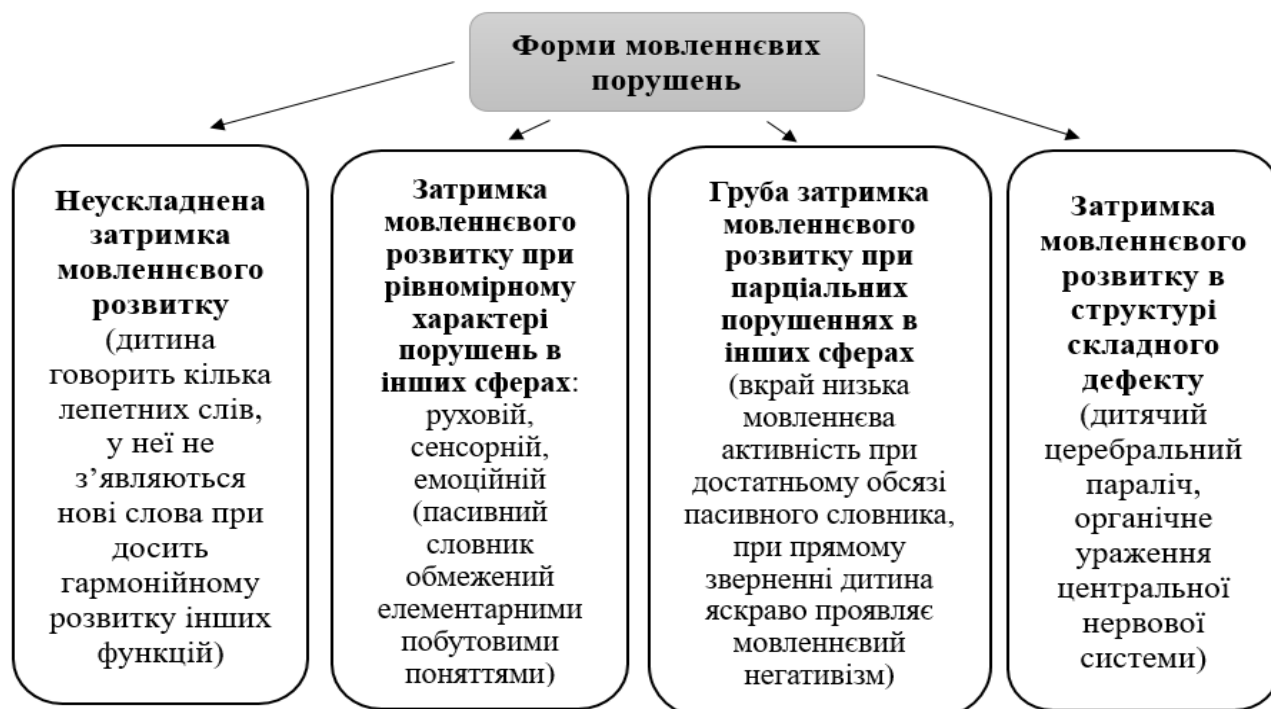 Форми мовленнєвих
порушень
Неускладнена
затримка
мовленнєвого
розвитку
(дитина
говорить кілька
лепетних слів,
у неї не
з’являються
нові слова при
досить
гармонійному
розвитку інших
функцій)
Затримка
мовленнєвого
розвитку при
рівномірному
характері
порушень в
інших сферах:
руховій,
сенсорній,
емоційній
(пасивний
словник
обмежений
елементарними
побутовими
поняттями)
Груба затримка
мовленнєвого
розвитку при
парціальних
порушеннях в
інших сферах
(вкрай низька
мовленнєва
активність при
достатньому обсязі
пасивного словника,
при прямому
зверненні дитина
яскраво проявляє
мовленнєвий
негативізм)
Затримка
мовленнєвого
розвитку в
структурі
складного
дефекту
(дитячий
церебральний
параліч,
органічне
ураження
центральної
нервової
системи)